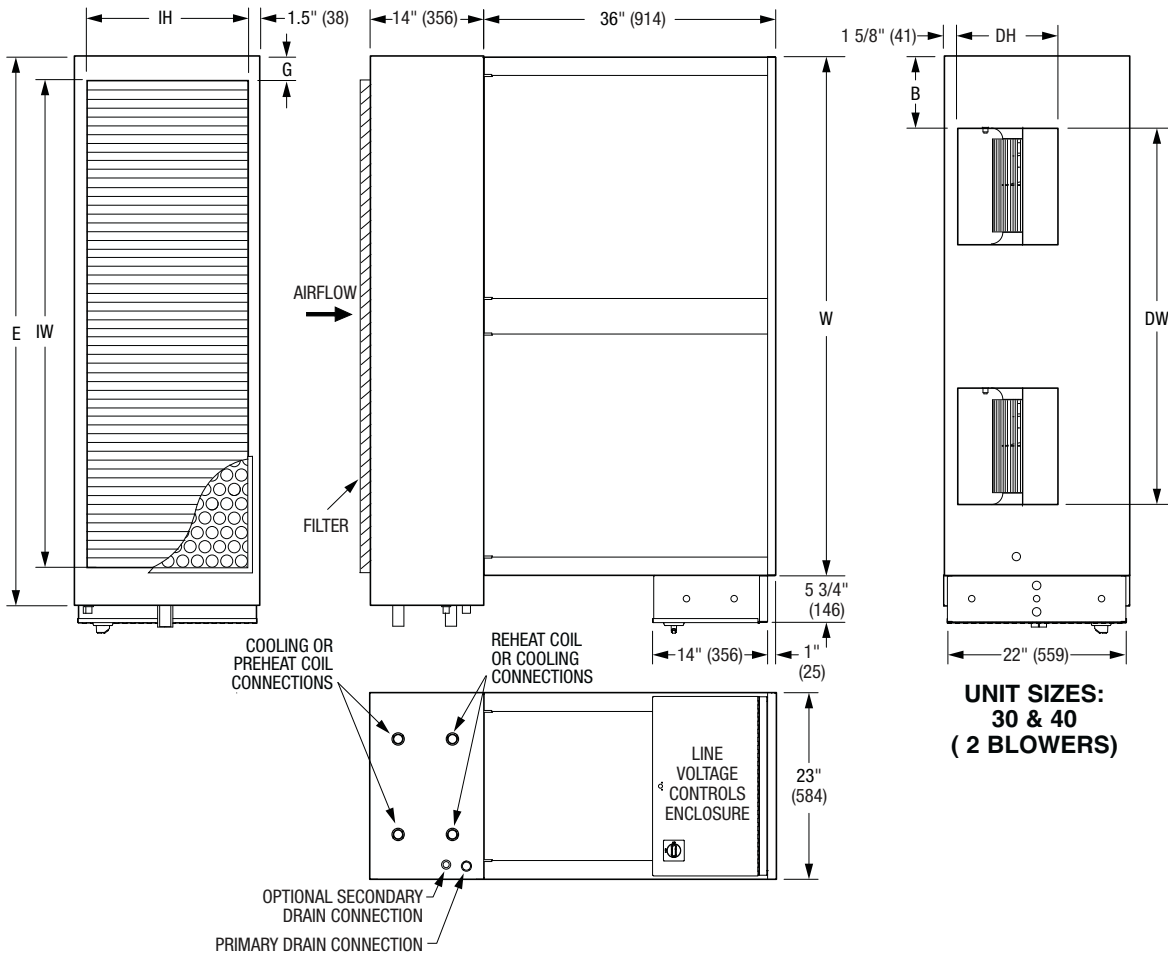 IH
1.5" (38)
14" (356)
36" (914)
1 5/8" (41)
DH
G
B
AIRFLOW
E
IW
W
DW
FILTER
5 3/4"
(146)
14" (356)
1"
(25)
22" (559)
COOLING OR
PREHEAT COIL
CONNECTIONS
REHEAT COIL
OR COOLING
CONNECTIONS
UNIT SIZES:
30 & 40
( 2 BLOWERS)
LINE
VOLTAGE
CONTROLS
ENCLOSURE
23"
(584)
OPTIONAL SECONDARY
DRAIN CONNECTION
PRIMARY DRAIN CONNECTION